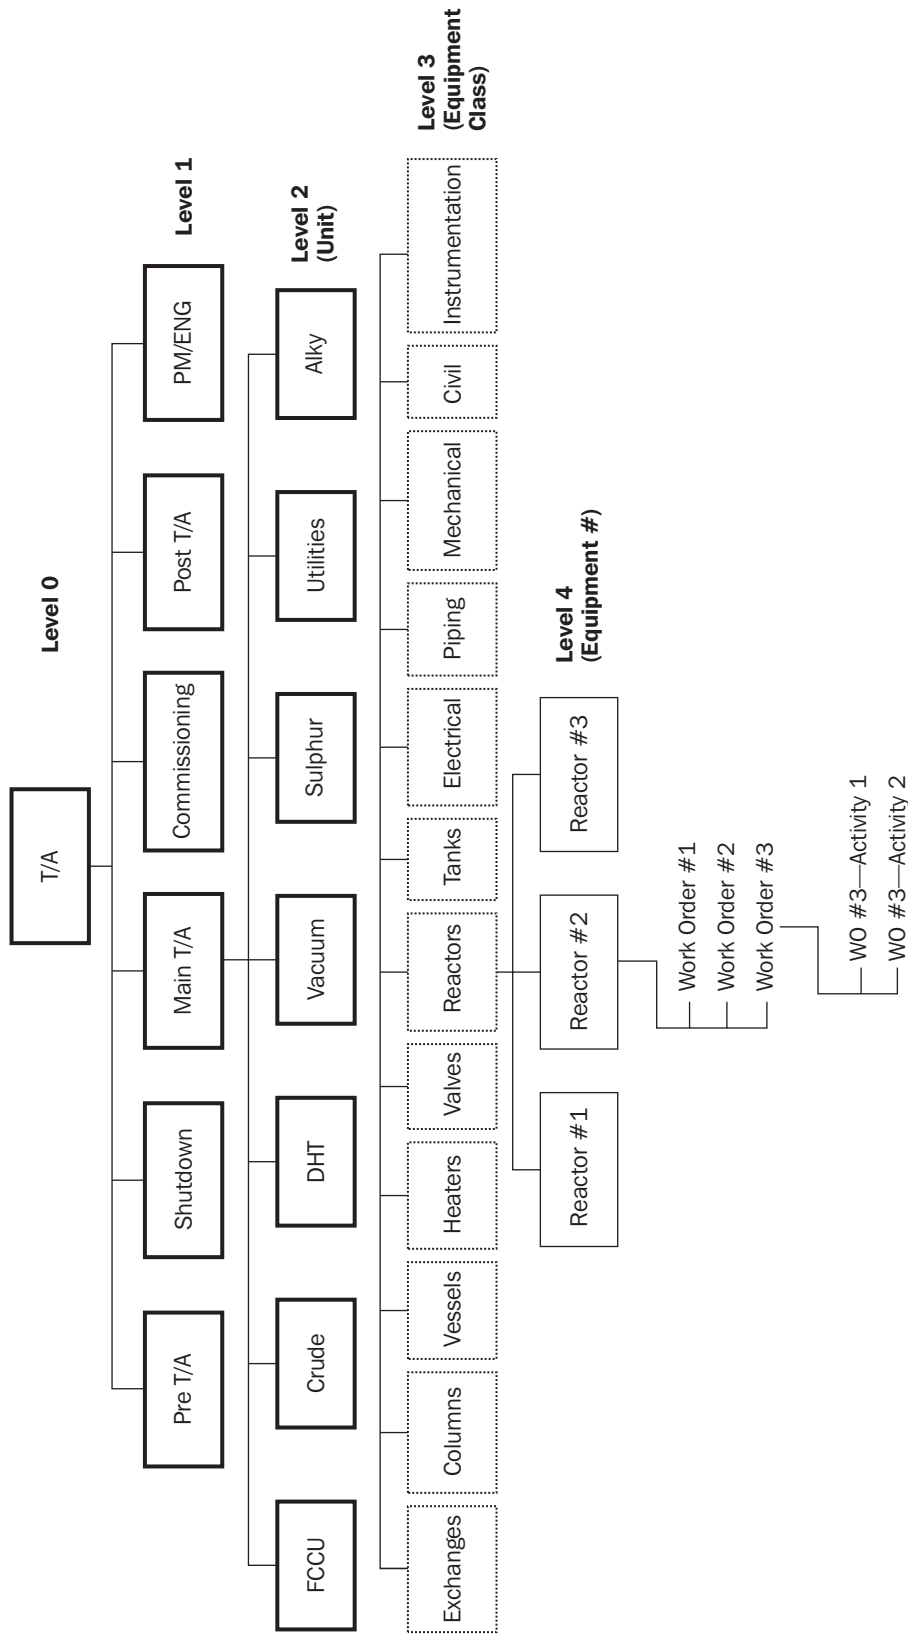 T/A
Level 0
Pre T/A
Shutdown
Main T/A
Commissioning
Post T/A
PM/ENG
Level 1
FCCU
Crude
DHT
Vacuum
Sulphur
Utilities
Alky
Level 2
(Unit)
Exchanges
Columns
Vessels
Heaters
Valves
Reactors
Tanks
Electrical
Piping
Mechanical
Civil
Instrumentation
Level 3
(Equipment
Class)
Reactor #1
Reactor #2
Reactor #3
Level 4
(Equipment #)
Work Order #1
Work Order #2
Work Order #3
WO #3—Activity 1
WO #3—Activity 2